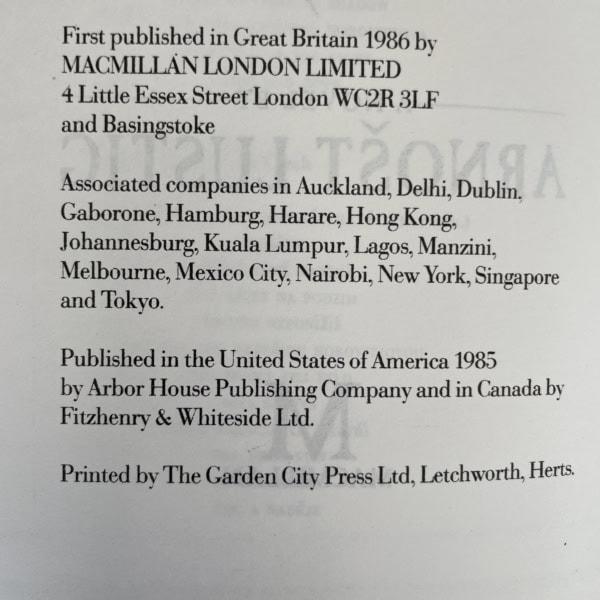 First published in Great Britain 1986 by
MACMILLAN LONDON LIMITED
4 Little Essex Street London WC2R 3LF
and Basingstoke
Associated companies in Auckland, Delhi, Dublin,
Gaborone, Hamburg, Harare, Hong Kong,
Johannesburg, Kuala Lumpur, Lagos, Manzini,
Melbourne, Mexico City, Nairobi, New York, Singapore
and Tokyo.
Published in the United States of America 1985
by Arbor House Publishing Company and in Canada by
Fitzhenry & Whiteside Ltd.
Printed by The Garden City Press Ltd, Letchworth, Herts.